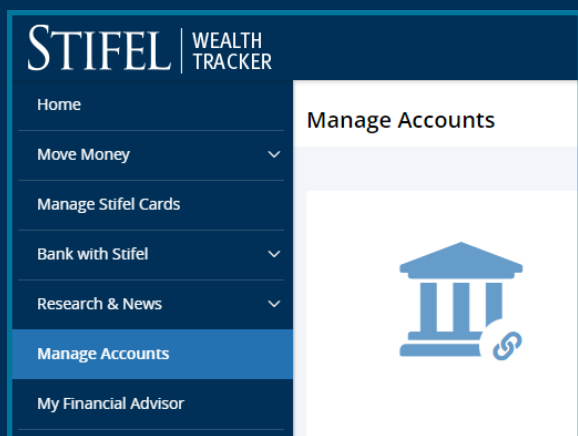 STIFEL WEALTH
TRACKER
Home
Manage Accounts
Move Money
Manage Stifel Cards
Bank with Stifel
Research & News
Manage Accounts
My Financial Advisor